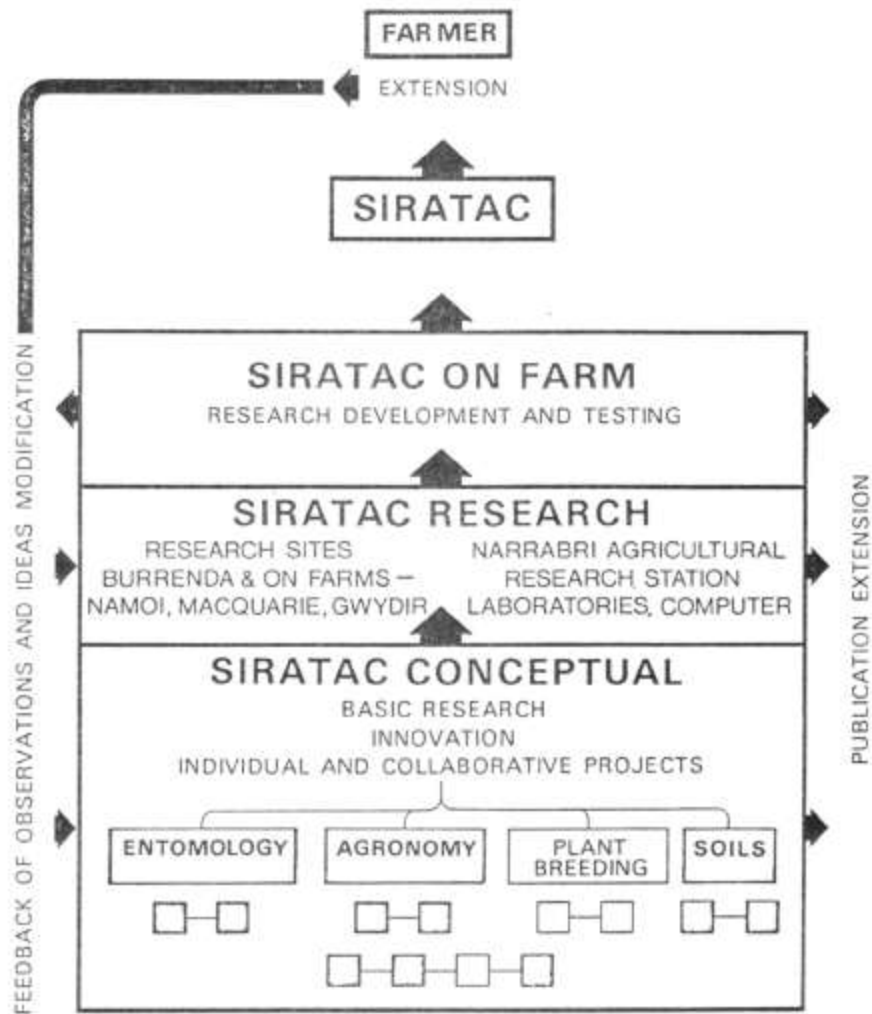 FARMER
EXTENSION
SIRATAC
SIRATAC ON FARM
RESEARCH DEVELOPMENT AND TESTING
SIRATAC RESEARCH
RESEARCH SITES
BURRENDA & ON FARMS –
NAMOI, MACQUARIE, GWYDIR
NARRABRI AGRICULTURAL
RESEARCH STATION
LABORATORIES, COMPUTER
SIRATAC CONCEPTUAL
BASIC RESEARCH
INNOVATION
INDIVIDUAL AND COLLABORATIVE PROJECTS
ENTOMOLOGY
AGRONOMY
PLANT
BREEDING
SOILS
FEEDBACK OF OBSERVATIONS AND IDEAS MODIFICATION
PUBLICATION EXTENSION